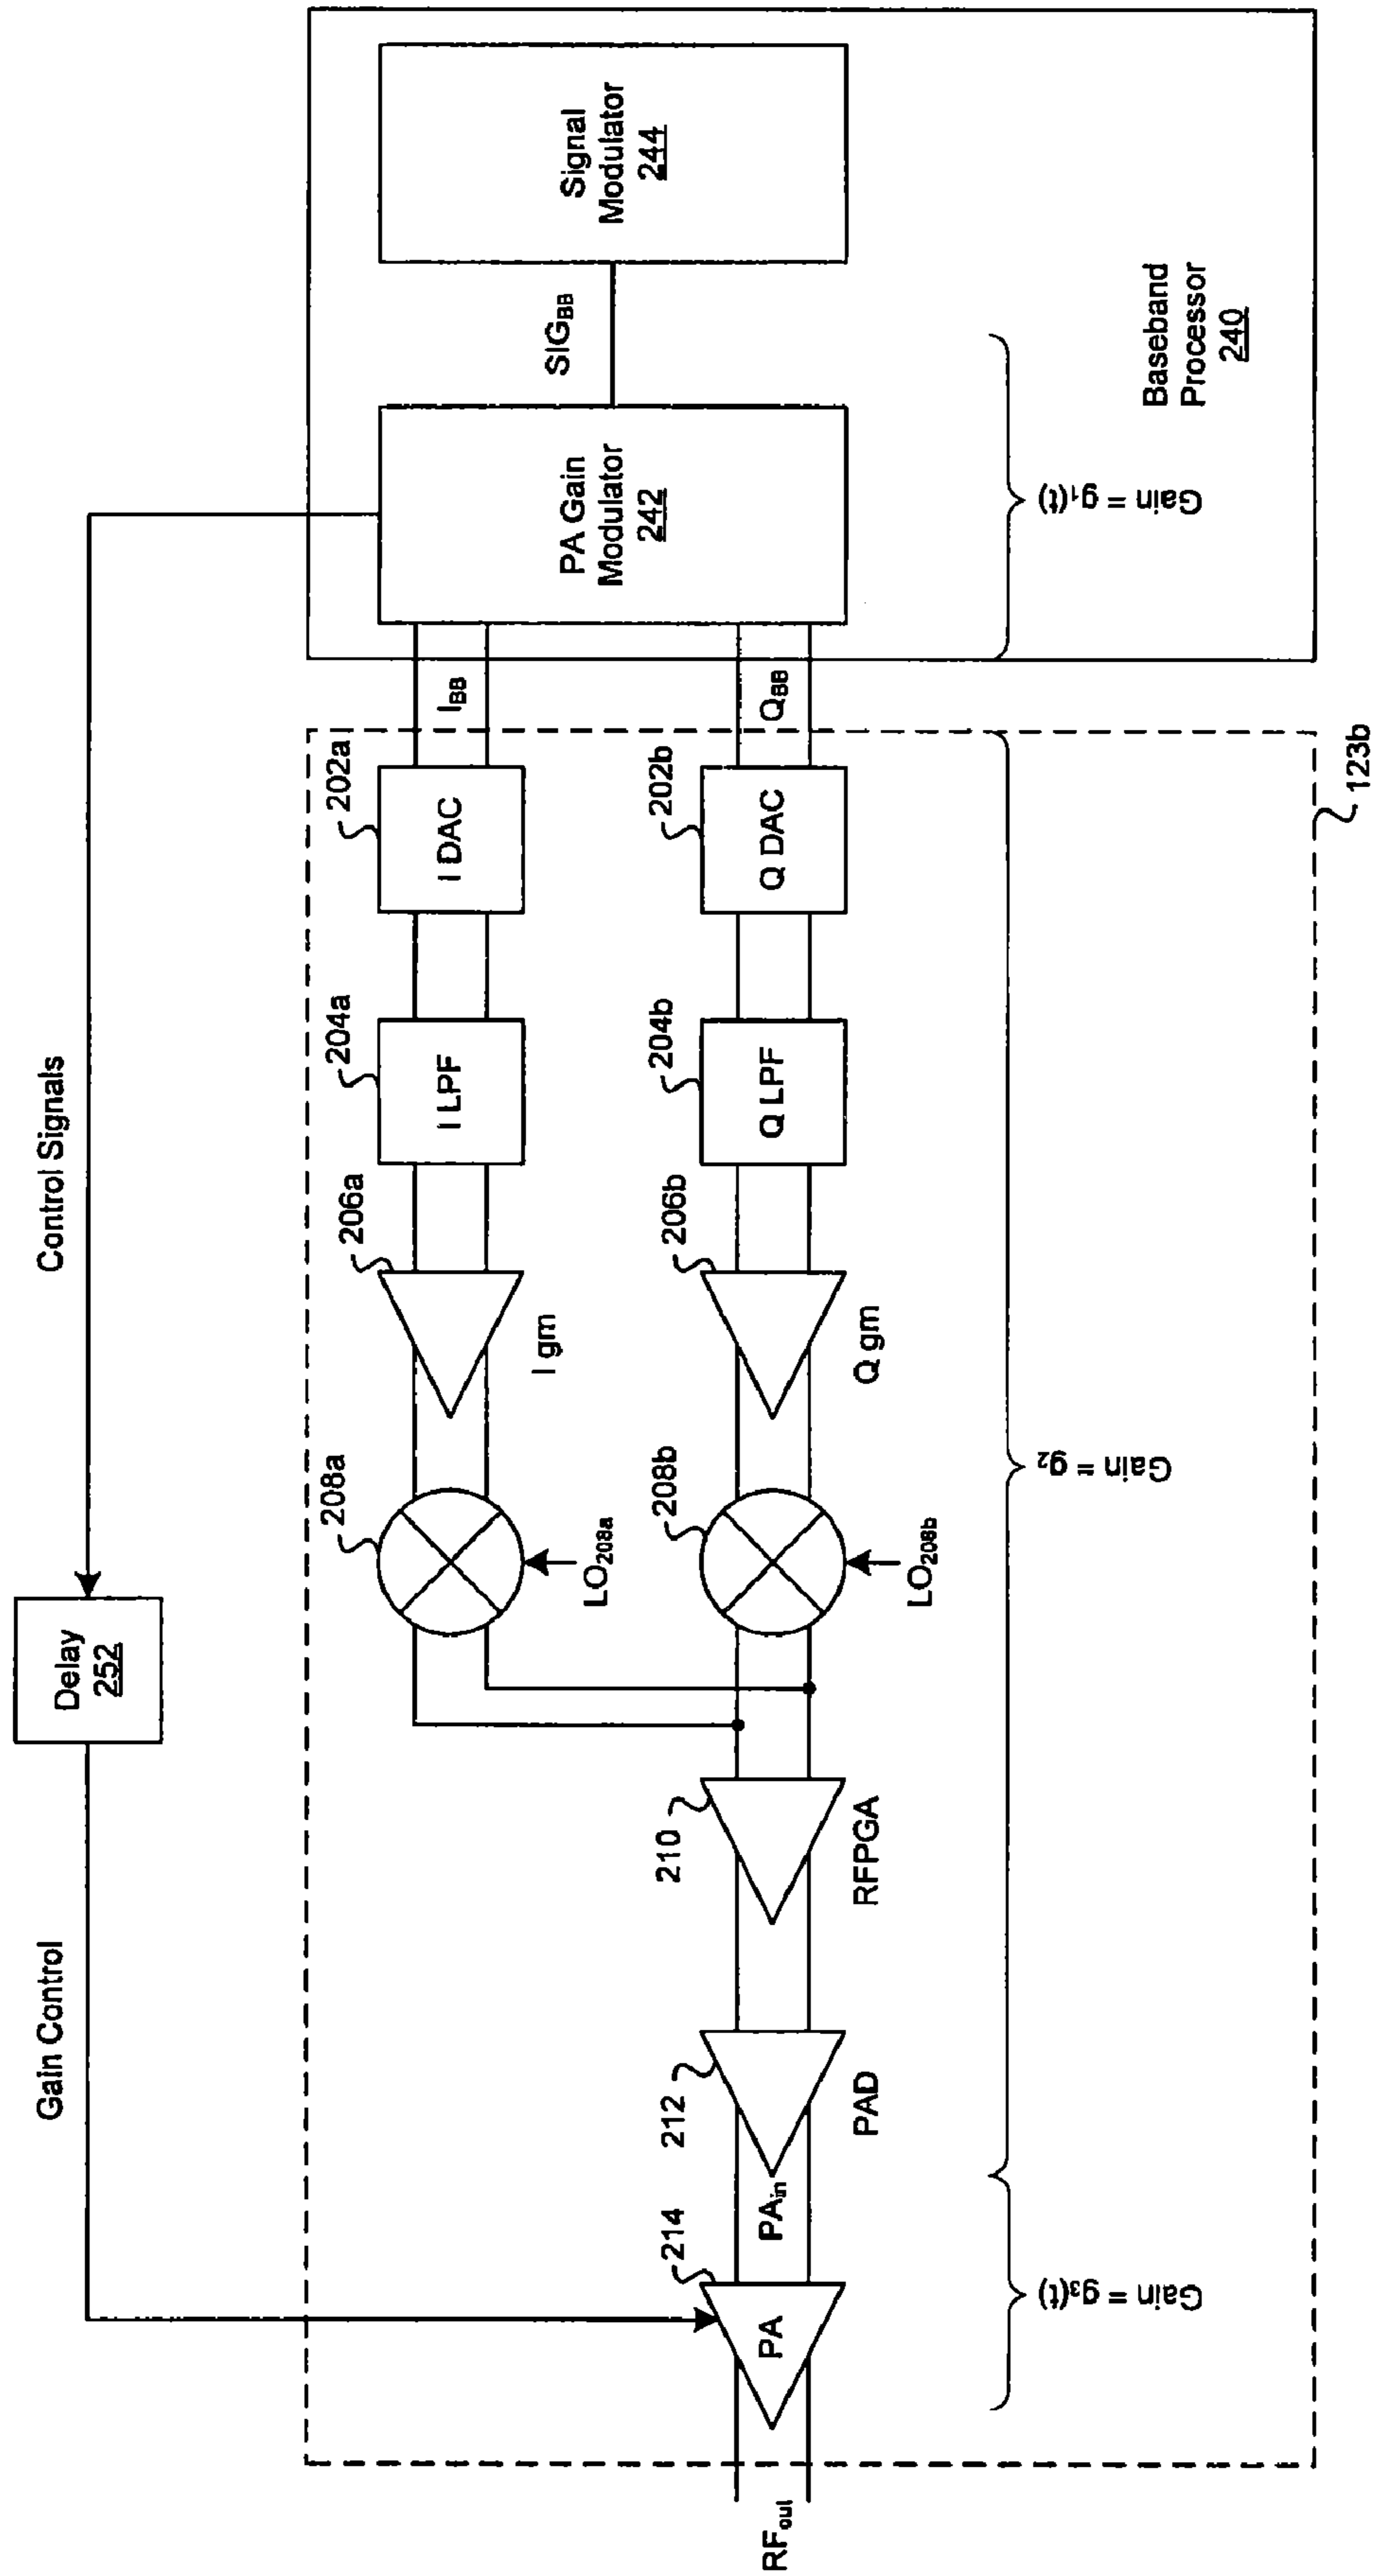 Gain Control
Control Signals
Delay
252
208a
206a
204a
202a
I DAC
I LPF
I gm
LO208a
IBB
PA Gain
Modulator
242
SIGBB
Signal
Modulator
244
RFout
214
PA
PAin
212
PAD
210
RFPGA
208b
LO208b
206b
Q gm
204b
Q LPF
202b
Q DAC
QBB
Gain = g3(t)
Gain = g2
Gain = g1(t)
Baseband
Processor
240
123b